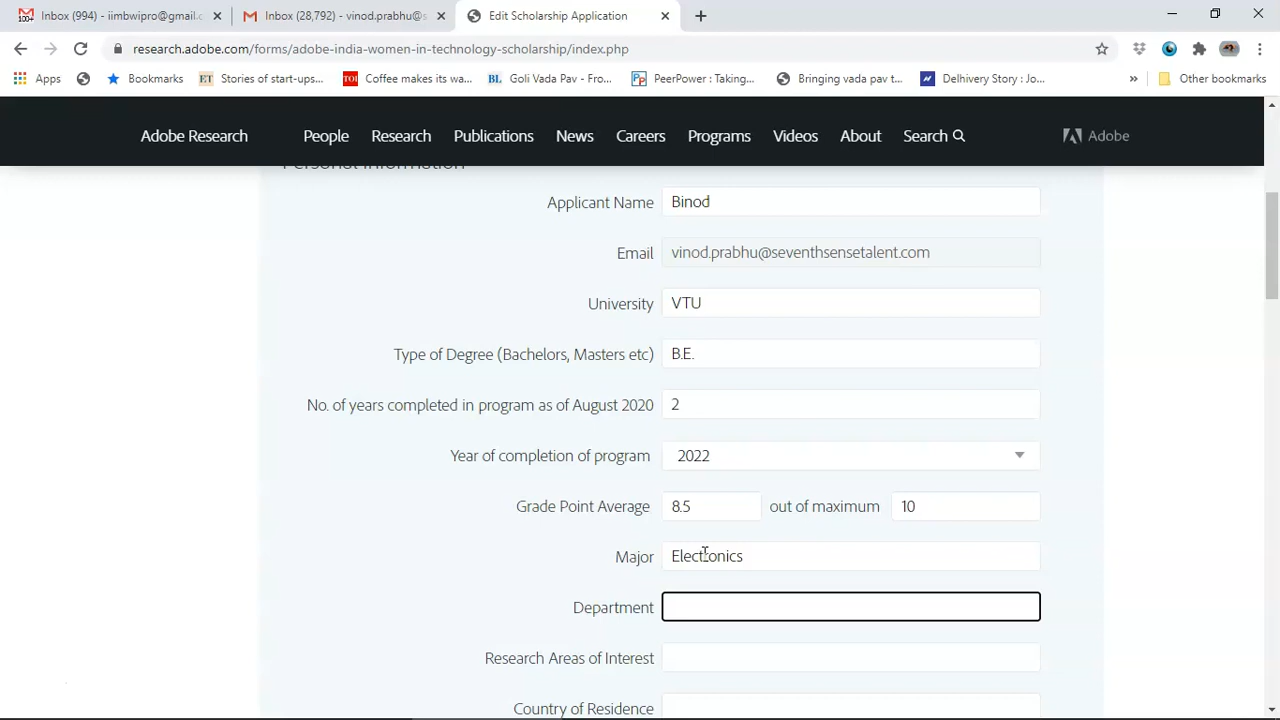 Inbox (994) - iimbwipro@gmail.c
Inbox (28,792) - vinod.prabhu@s
Edit Scholarship Application
research.adobe.com/forms/adobe-india-women-in-technology-scholarship/index.php
Apps
Bookmarks
ET Stories of start-ups...
TOI Coffee makes its wa...
BL Goli Vada Pav - Fro...
PeerPower : Taking...
Bringing vada pav t...
Delhivery Story : Jo...
Other bookmarks
Adobe Research People Research Publications News Careers Programs Videos About Search Adobe
Personal Information
Applicant Name Binod
Email vinod.prabhu@seventhsensetalent.com
University VTU
Type of Degree (Bachelors, Masters etc) B.E.
No. of years completed in program as of August 2020 2
Year of completion of program 2022
Grade Point Average 8.5 out of maximum 10
Major Electronics
Department
Research Areas of Interest
Country of Residence